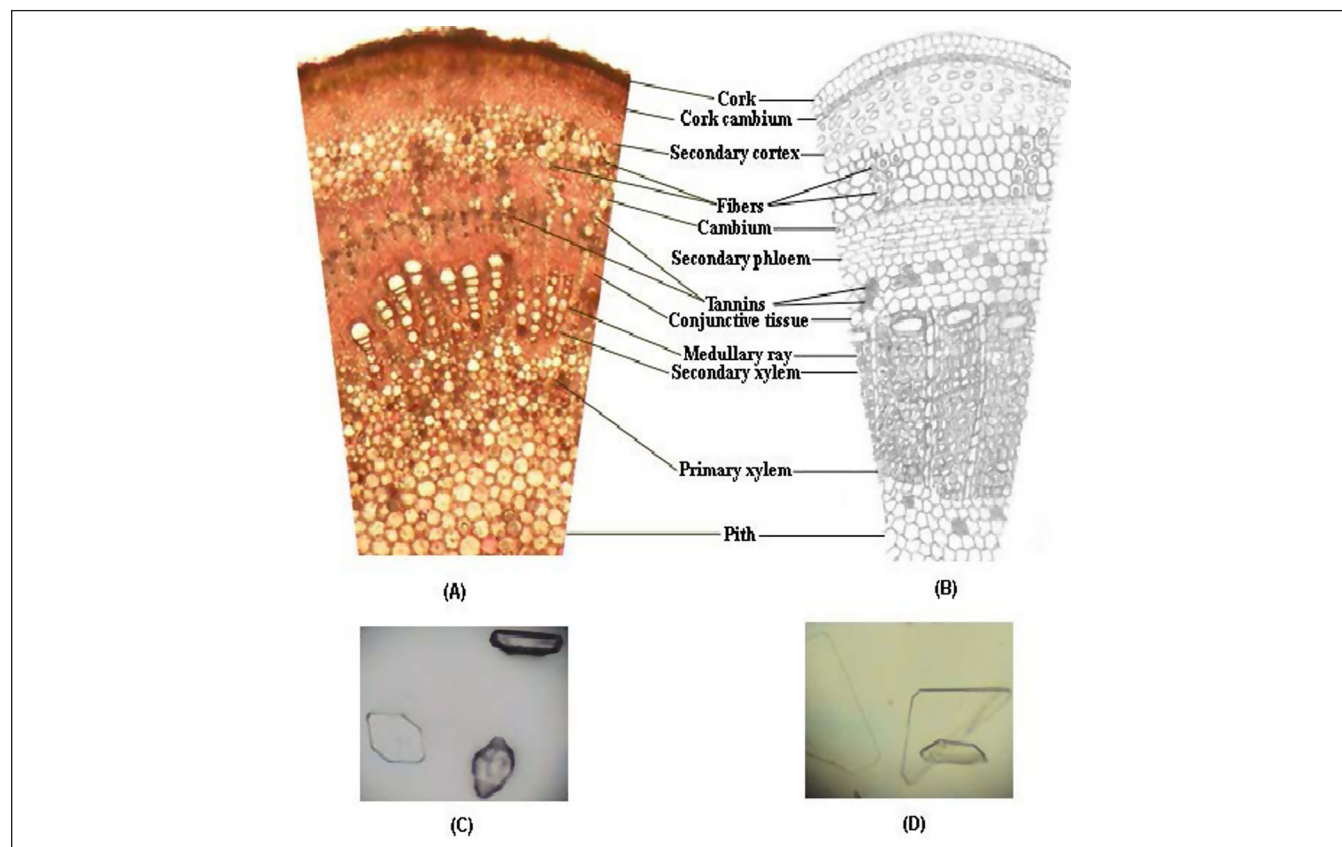 Cork
Cork cambium
Secondary cortex
Fibers
Cambium
Secondary phloem
Tannins
Conjunctive tissue
Medullary ray
Secondary xylem
Primary xylem
Pith
(A)
(B)
(C)
(D)